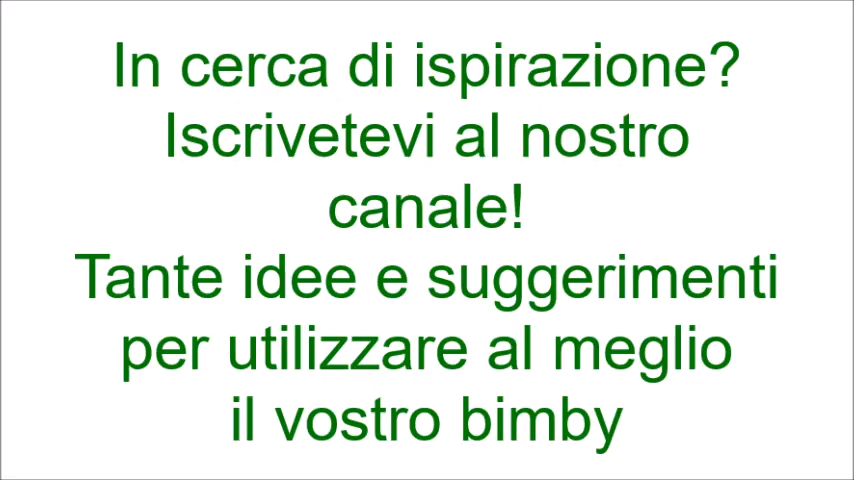 In cerca di ispirazione?
Iscrivetevi al nostro
canale!
Tante idee e suggerimenti
per utilizzare al meglio
il vostro bimby